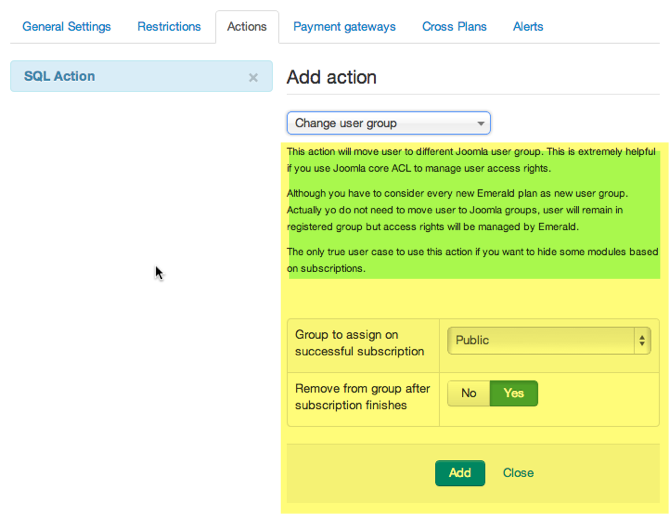 General Settings Restrictions Actions Payment gateways Cross Plans Alerts
SQL Action ×
Add action
Change user group
This action will move user to different Joomla user group. This is extremely helpful
if you use Joomla core ACL to manage user access rights.
Although you have to consider every new Emerald plan as new user group.
Actually yo do not need to move user to Joomla groups, user will remain in
registered group but access rights will be managed by Emerald.
The only true user case to use this action if you want to hide some modules based
on subscriptions.
Group to assign on
successful subscription
Public
Remove from group after
subscription finishes
No Yes
Add Close